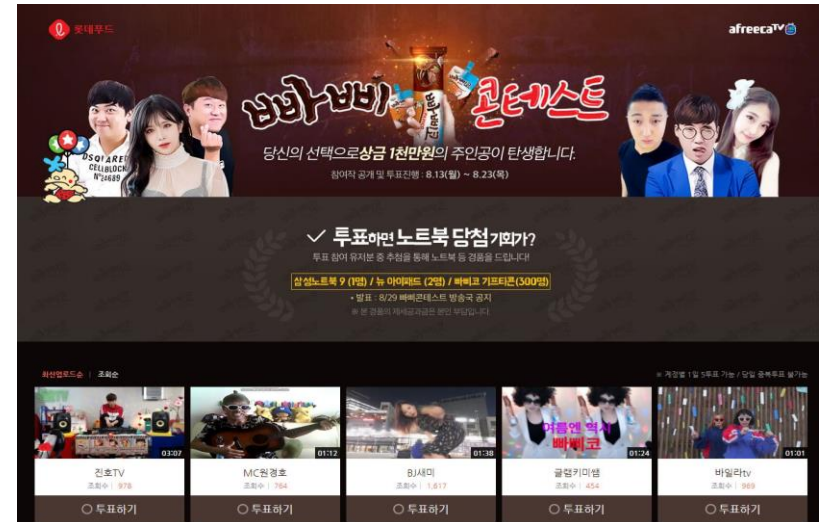 롯데푸드
afreecaTV
빠삐 콘테스트
당신의 선택으로 상금 1천만원의 주인공이 탄생합니다.
참여작 공개 및 투표진행 : 8.13(월) ~ 8.23(목)
투표하면 노트북 당첨 기회가?
투표 참여 유저분 중 추첨을 통해 노트북 등 경품을 드립니다!
삼성노트북 9 (1명) / 뉴 아이패드 (2명) / 빠삐코 기프티콘(300명)
• 발표 : 8/29 빠삐콘테스트 방송국 공지
※ 본 경품의 제세공과금은 본인 부담입니다.
최신업로드순 | 조회순
※ 계정별 1일 5투표 가능 / 당일 중복투표 불가능
03:07
01:12
01:38
여름엔 역시
빠삐코
01:24
01:01
진호TV
MC원경호
BJ새미
글램키미쌤
바일라tv
조회수 | 978
조회수 | 764
조회수 | 1,617
조회수 | 454
조회수 | 969
투표하기
투표하기
투표하기
투표하기
투표하기